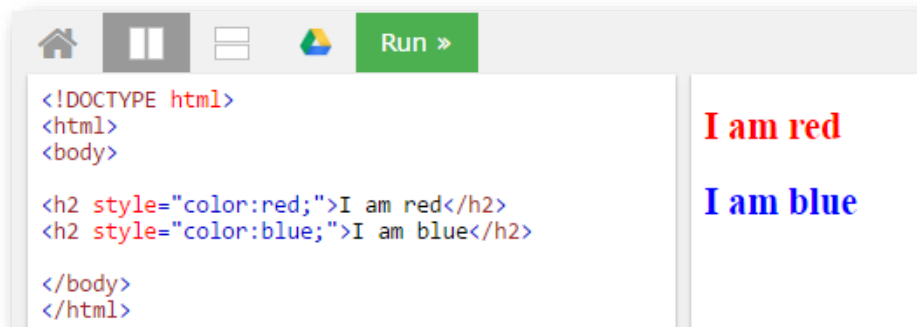 Run »
<!DOCTYPE html>
<html>
<body>
<h2 style="color:red;">I am red</h2>
<h2 style="color:blue;">I am blue</h2>
</body>
</html>
I am red
I am blue